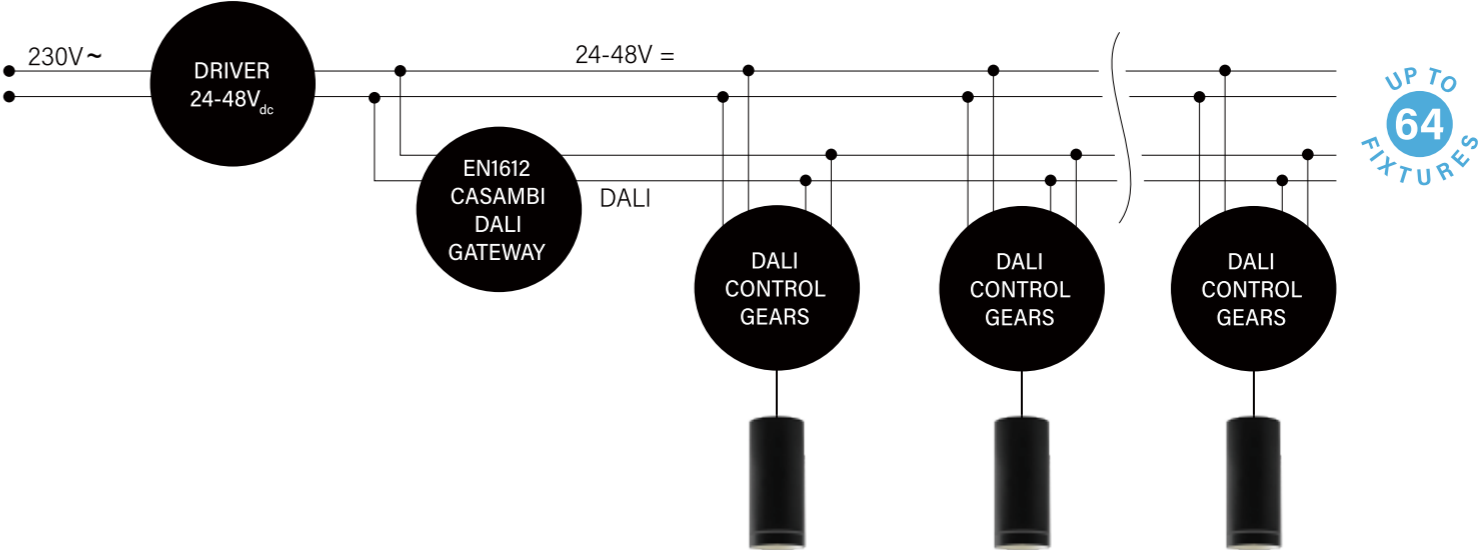 230V~
DRIVER
24-48Vdc
24-48V =
EN1612
CASAMBI
DALI
GATEWAY
DALI
DALI
CONTROL
GEARS
DALI
CONTROL
GEARS
DALI
CONTROL
GEARS
UP TO
64
FIXTURES